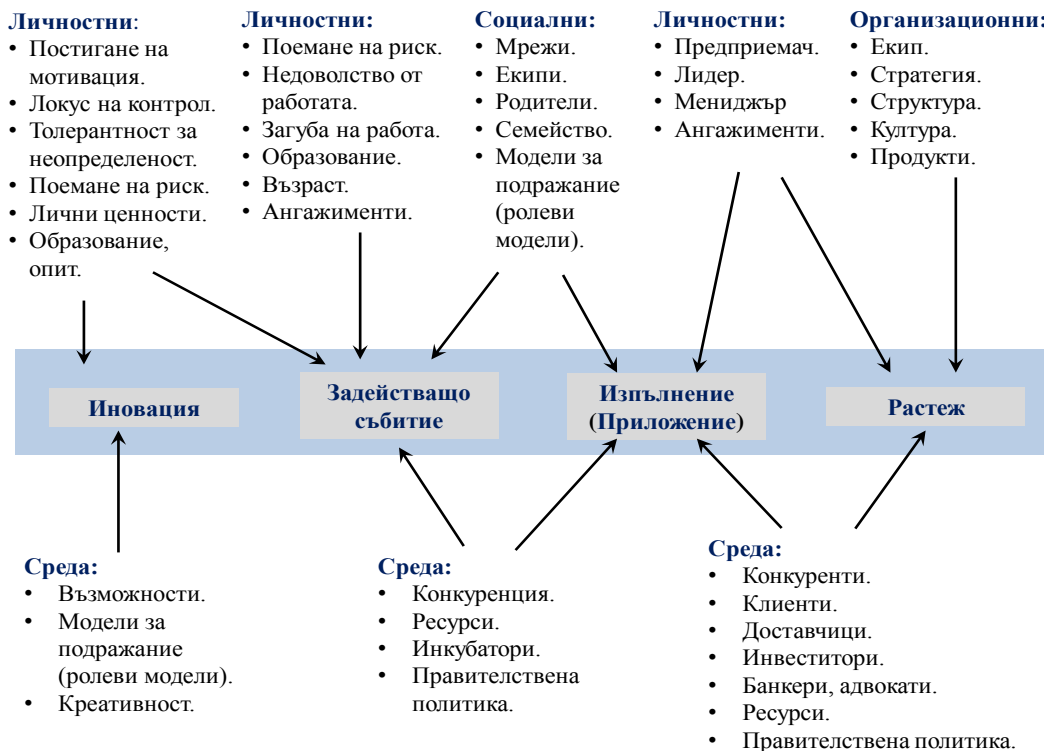 Личностни:
• Постигане на
мотивация.
• Локус на контрол.
• Толерантност за
неопределеност.
• Поемане на риск.
• Лични ценности.
• Образование,
опит.
Личностни:
• Поемане на риск.
• Недоволство от
работата.
• Загуба на работа.
• Образование.
• Възраст.
• Ангажименти.
Социални:
• Мрежи.
• Екипи.
• Родители.
• Семейство.
• Модели за
подражание
(ролеви
модели).
Личностни:
• Предприемач.
• Лидер.
• Мениджър
• Ангажименти.
Организационни:
• Екип.
• Стратегия.
• Структура.
• Култура.
• Продукти.
Иновация
Задействащо
събитие
Изпълнение
(Приложение)
Растеж
Среда:
• Възможности.
• Модели за
подражание
(ролеви модели).
• Креативност.
Среда:
• Конкуренция.
• Ресурси.
• Инкубатори.
• Правителствена
политика.
Среда:
• Конкуренти.
• Клиенти.
• Доставчици.
• Инвеститори.
• Банкери, адвокати.
• Ресурси.
• Правителствена политика.